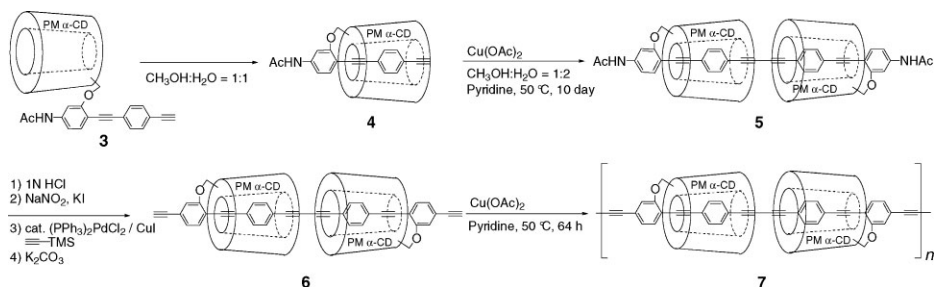 PM α-CD
O
AcHN
3
CH₃OH:H₂O = 1:1
PM α-CD
O
AcHN
4
Cu(OAc)₂
CH₃OH:H₂O = 1:2
Pyridine, 50 °C, 10 day
PM α-CD
O
AcHN
NHAc
PM α-CD
O
5
1) 1N HCl
2) NaNO₂, KI
3) cat. (PPh₃)₂PdCl₂ / CuI
TMS
4) K₂CO₃
PM α-CD
O
PM α-CD
O
6
Cu(OAc)₂
Pyridine, 50 °C, 64 h
PM α-CD
O
PM α-CD
O
n
7